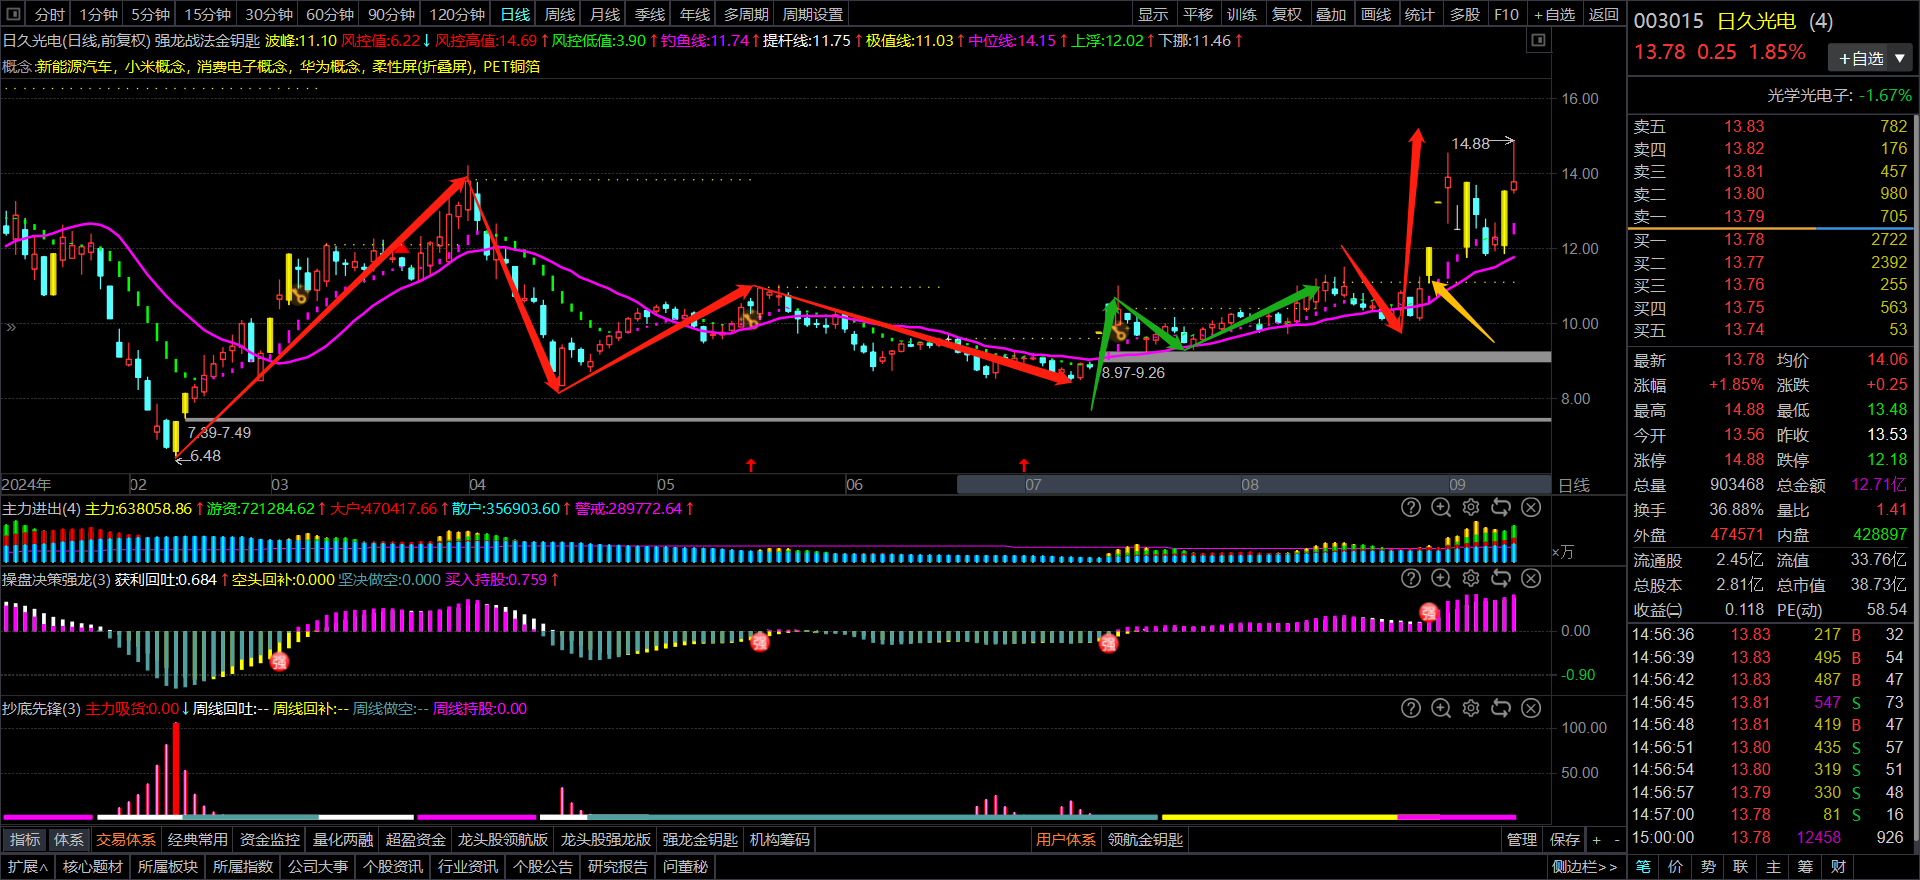 分时 1分钟 5分钟 15分钟 30分钟 60分钟 90分钟 120分钟 日线 周线 月线 季线 年线 多周期 周期设置 显示 平移 训练 复权 叠加 画线 统计 多股 F10 +自选 返回
日久光电(日线,前复权) 强龙战法金钥匙 波峰:11.10 风控值:6.22↓ 风控高值:14.69↑ 风控低值:3.90↑ 钓鱼线:11.74↑ 提杆线:11.75↑ 极值线:11.03↑ 中位线:14.15↑ 上浮:12.02↑ 下挪:11.46↑
概念:新能源汽车, 小米概念, 消费电子概念, 华为概念, 柔性屏(折叠屏), PET铜箔
16.00
14.88
14.00
12.00
10.00
8.97-9.26
8.00
7.39-7.49
6.48
2024年 02 03 04 05 06 07 08 09 日线
主力进出(4) 主力:638058.86↑ 游资:721284.62↑ 大户:470417.66↑ 散户:356903.60↑ 警戒:289772.64↑
×万
操盘决策强龙(3) 获利回吐:0.684↑ 空头回补:0.000 坚决做空:0.000 买入持股:0.759↑
强 强 强 强
0.00
-0.90
抄底先锋(3) 主力吸货:0.00↓ 周线回吐:-- 周线回补:-- 周线做空:-- 周线持股:0.00
100.00
50.00
指标 体系 交易体系 经典常用 资金监控 量化两融 超盈资金 龙头股领航版 龙头股强龙版 强龙金钥匙 机构筹码 用户体系 领航金钥匙 管理 保存 + -
扩展∧ 核心题材 所属板块 所属指数 公司大事 个股资讯 行业资讯 个股公告 研究报告 问董秘 侧边栏>>
003015 日久光电 (4)
13.78 0.25 1.85% +自选 ▼
光学光电子: -1.67%
卖五 13.83 782
卖四 13.82 176
卖三 13.81 457
卖二 13.80 980
卖一 13.79 705
买一 13.78 2722
买二 13.77 2392
买三 13.76 255
买四 13.75 563
买五 13.74 53
最新 13.78 均价 14.06
涨幅 +1.85% 涨跌 +0.25
最高 14.88 最低 13.48
今开 13.56 昨收 13.53
涨停 14.88 跌停 12.18
总量 903468 总金额 12.71亿
换手 36.88% 量比 1.41
外盘 474571 内盘 428897
流通股 2.45亿 流值 33.76亿
总股本 2.81亿 总市值 38.73亿
收益㈡ 0.118 PE(动) 58.54
14:56:36 13.83 217 B 32
14:56:39 13.83 495 B 54
14:56:42 13.83 487 B 47
14:56:45 13.81 547 S 73
14:56:48 13.81 419 B 47
14:56:51 13.80 435 S 57
14:56:54 13.80 319 S 51
14:56:57 13.79 330 S 48
14:57:00 13.78 81 S 16
15:00:00 13.78 12458 926
笔 价 势 联 主 筹 财